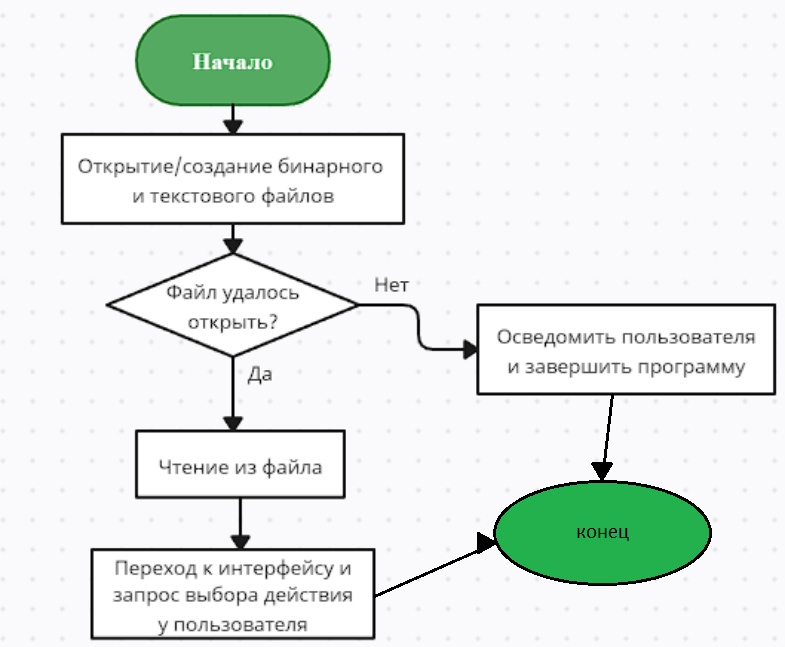 Начало
Открытие/создание бинарного
и текстового файлов
Файл удалось
открыть?
Нет
Осведомить пользователя
и завершить программу
Да
Чтение из файла
конец
Переход к интерфейсу и
запрос выбора действия
у пользователя